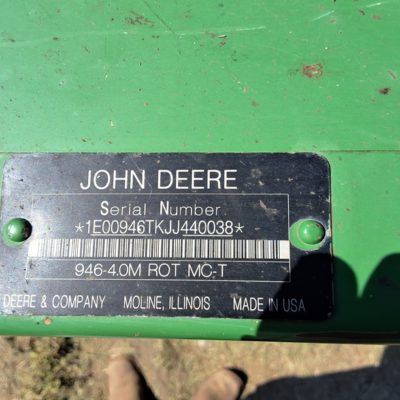 JOHN DEERE
Serial Number
*1E00946TKJJ440038*
946-4.0M ROT MC-T
DEERE & COMPANY MOLINE, ILLINOIS MADE IN USA